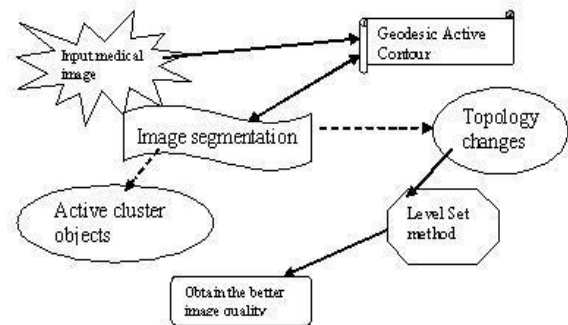 Input medical
image
Geodesic Active
Contour
Image segmentation
Topology
changes
Active cluster
objects
Level Set
method
Obtain the better
image quality